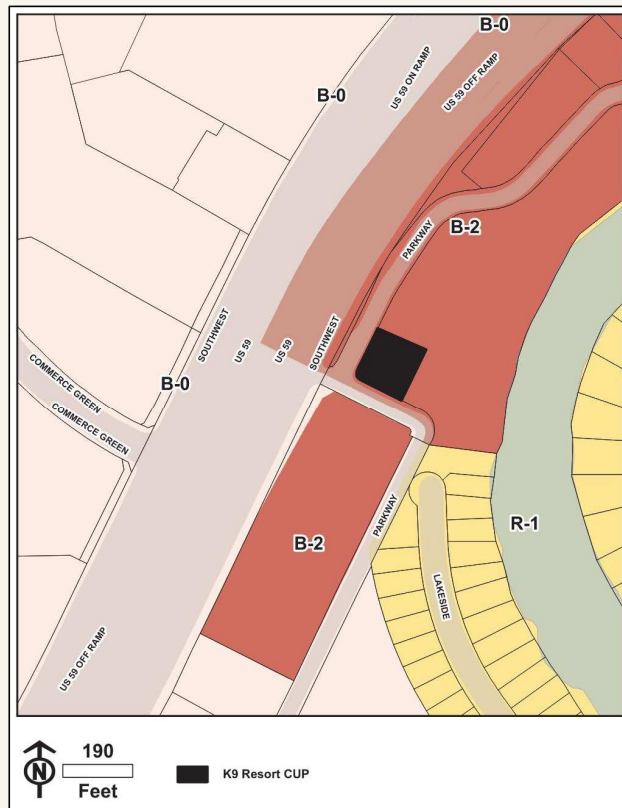 B-0
US 59 ON RAMP
US 59 OFF RAMP
B-0
PARKWAY
B-2
SOUTHWEST
US 59
US 59
SOUTHWEST
COMMERCE GREEN
B-0
COMMERCE GREEN
PARKWAY
R-1
B-2
LAKESIDE
US 59 OFF RAMP
N
190
Feet
K9 Resort CUP